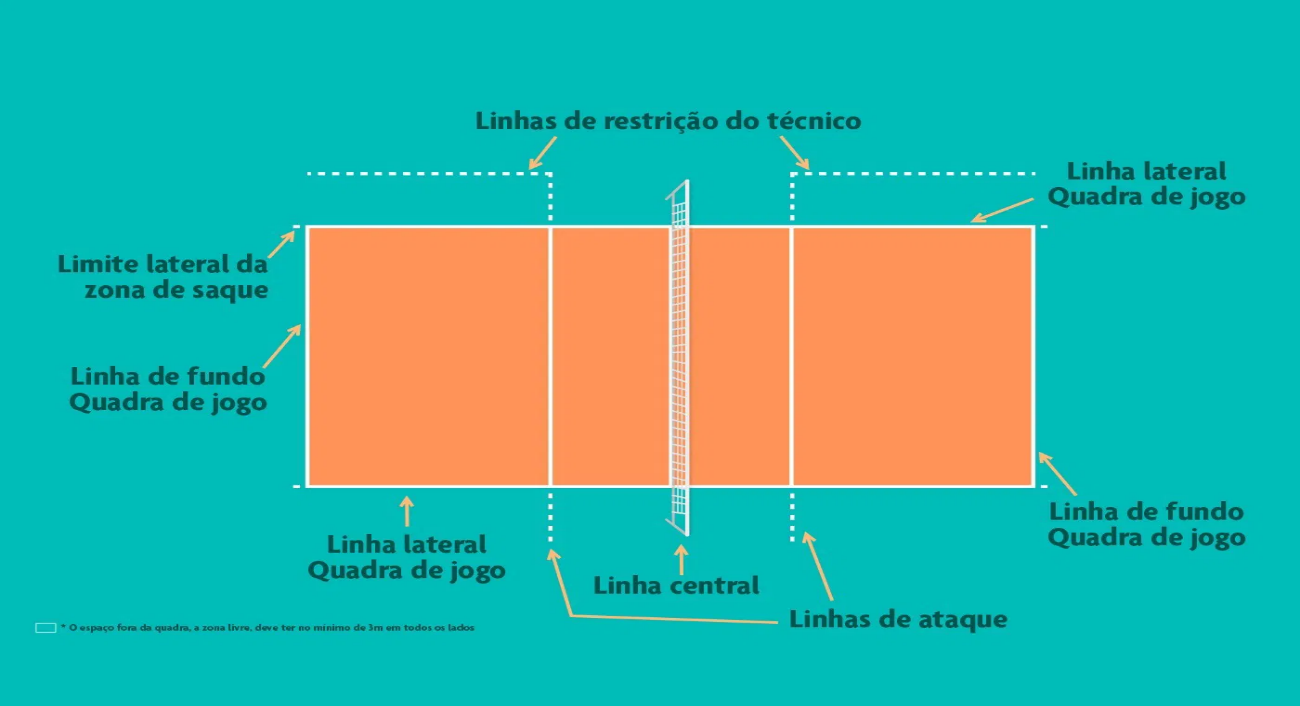 Linhas de restrição do técnico
Linha lateral
Quadra de jogo
Limite lateral da
zona de saque
Linha de fundo
Quadra de jogo
Linha de fundo
Quadra de jogo
Linha lateral
Quadra de jogo
Linha central
Linhas de ataque
* O espaço fora da quadra, a zona livre, deve ter no mínimo de 3m em todos os lados